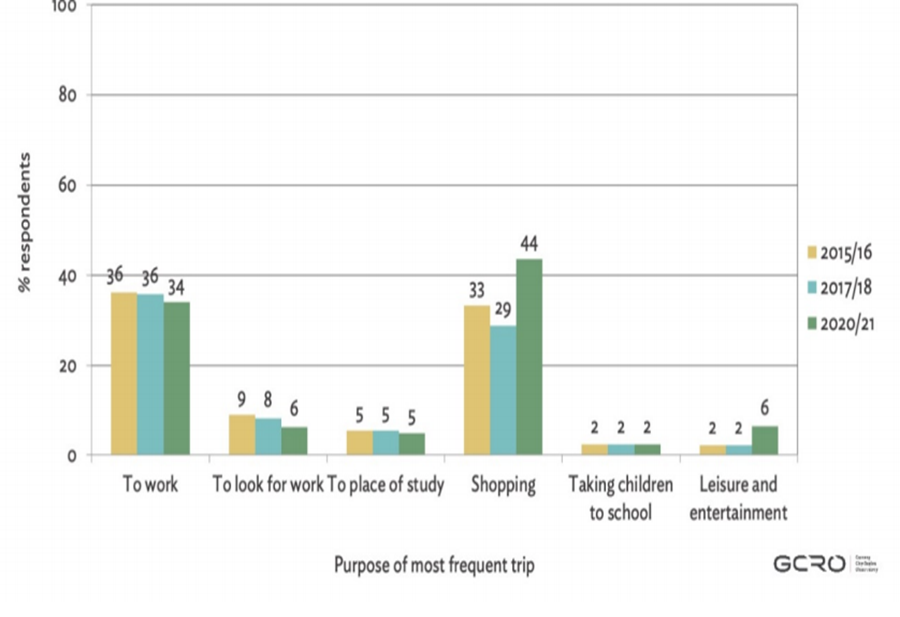 100
80
60
40
20
0
% respondents
36 36 34
9 8 6
5 5 5
33 29 44
2 2 2
2 2 6
To work
To look for work
To place of study
Shopping
Taking children
to school
Leisure and
entertainment
Purpose of most frequent trip
2015/16
2017/18
2020/21
GCRO